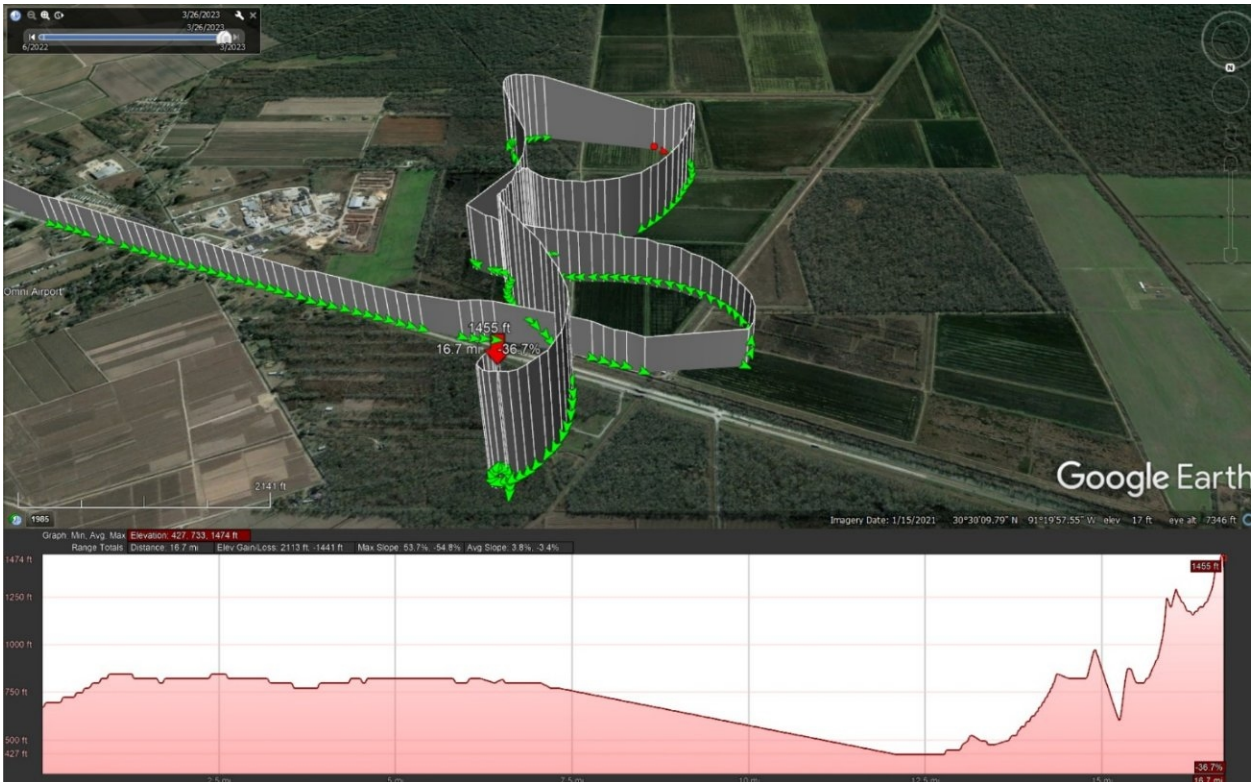 3/26/2023
3/26/2023
6/2022
3/2023
N
Omni Airport
1455 ft
16.7 mi
-36.7%
2141 ft
Google Earth
1985
Imagery Date: 1/15/2021 30°30'09.79" N 91°19'57.55" W elev 17 ft eye alt 7346 ft
Graph: Min, Avg, Max Elevation: 427, 733, 1474 ft
Range Totals: Distance: 16.7 mi Elev Gain/Loss: 2113 ft, -1441 ft Max Slope: 53.7%, -54.8% Avg Slope: 3.8%, -3.4%
1474 ft
1455 ft
1250 ft
1000 ft
750 ft
500 ft
427 ft
-36.7%
2.5 mi
5 mi
7.5 mi
10 mi
12.5 mi
15 mi
16.7 mi